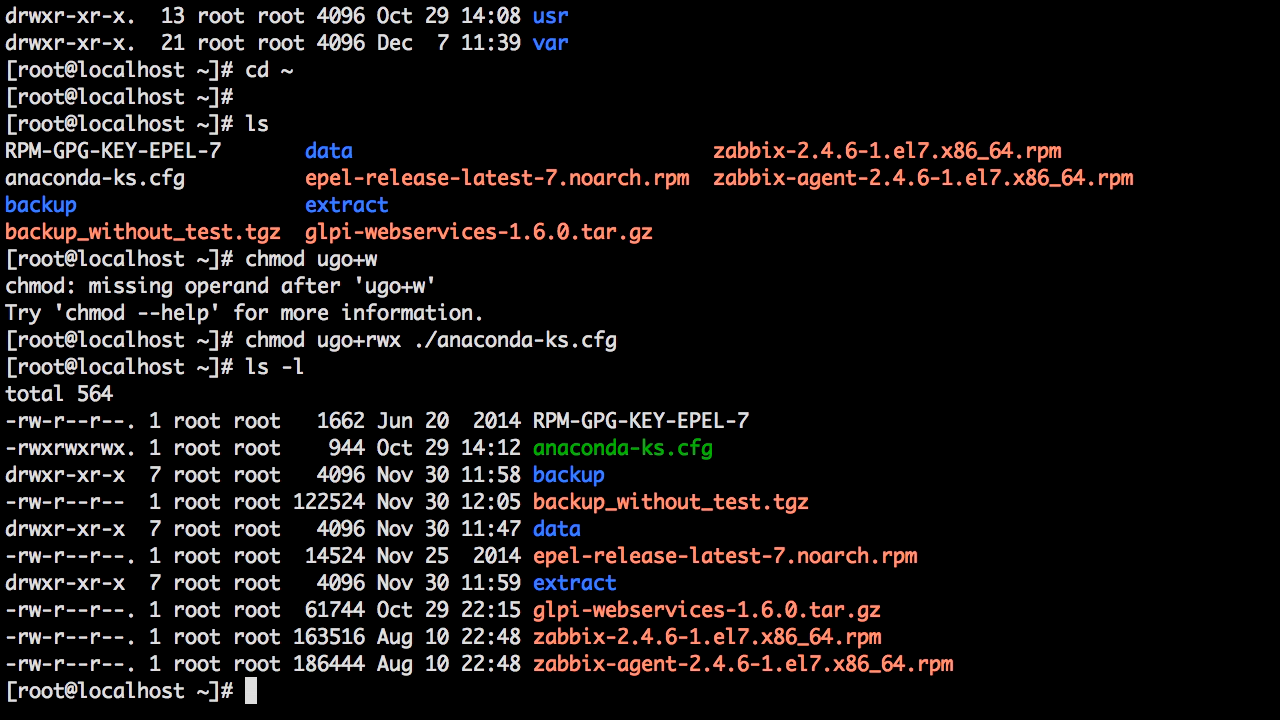 drwxr-xr-x.  13 root root 4096 Oct 29 14:08 usr
drwxr-xr-x.  21 root root 4096 Dec  7 11:39 var
[root@localhost ~]# cd ~
[root@localhost ~]#
[root@localhost ~]# ls
RPM-GPG-KEY-EPEL-7       data                              zabbix-2.4.6-1.el7.x86_64.rpm
anaconda-ks.cfg          epel-release-latest-7.noarch.rpm  zabbix-agent-2.4.6-1.el7.x86_64.rpm
backup                   extract
backup_without_test.tgz  glpi-webservices-1.6.0.tar.gz
[root@localhost ~]# chmod ugo+w
chmod: missing operand after 'ugo+w'
Try 'chmod --help' for more information.
[root@localhost ~]# chmod ugo+rwx ./anaconda-ks.cfg
[root@localhost ~]# ls -l
total 564
-rw-r--r--. 1 root root   1662 Jun 20  2014 RPM-GPG-KEY-EPEL-7
-rwxrwxrwx. 1 root root    944 Oct 29 14:12 anaconda-ks.cfg
drwxr-xr-x  7 root root   4096 Nov 30 11:58 backup
-rw-r--r--  1 root root 122524 Nov 30 12:05 backup_without_test.tgz
drwxr-xr-x  7 root root   4096 Nov 30 11:47 data
-rw-r--r--. 1 root root  14524 Nov 25  2014 epel-release-latest-7.noarch.rpm
drwxr-xr-x  7 root root   4096 Nov 30 11:59 extract
-rw-r--r--. 1 root root  61744 Oct 29 22:15 glpi-webservices-1.6.0.tar.gz
-rw-r--r--. 1 root root 163516 Aug 10 22:48 zabbix-2.4.6-1.el7.x86_64.rpm
-rw-r--r--. 1 root root 186444 Aug 10 22:48 zabbix-agent-2.4.6-1.el7.x86_64.rpm
[root@localhost ~]#